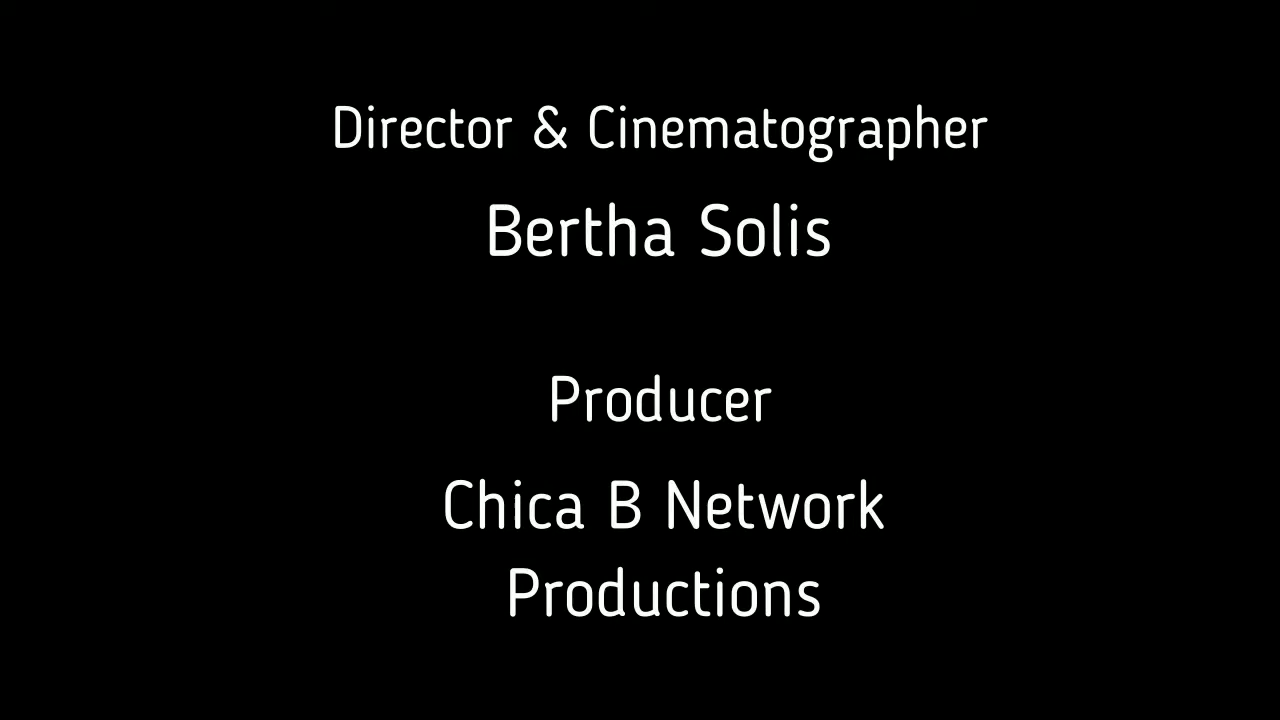 Director & Cinematographer
Bertha Solis
Producer
Chica B Network
Productions